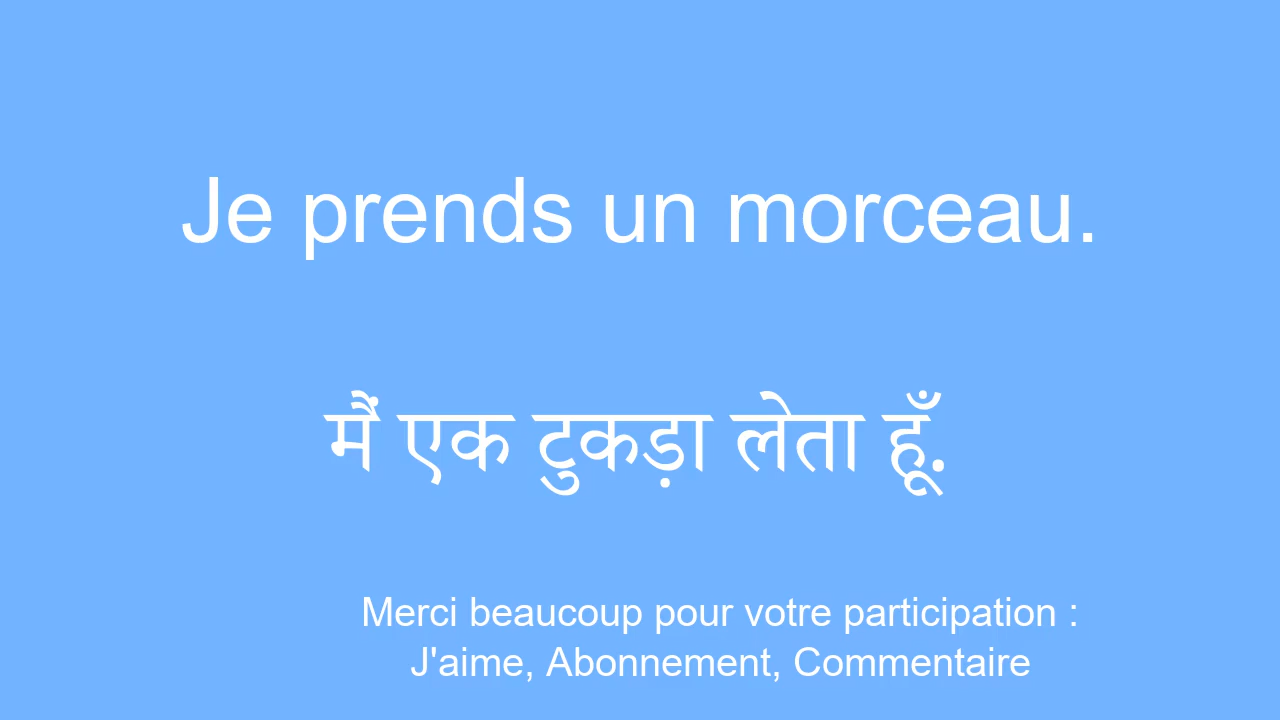 Je prends un morceau.
मैं एक टुकड़ा लेता हूँ.
Merci beaucoup pour votre participation :
J'aime, Abonnement, Commentaire